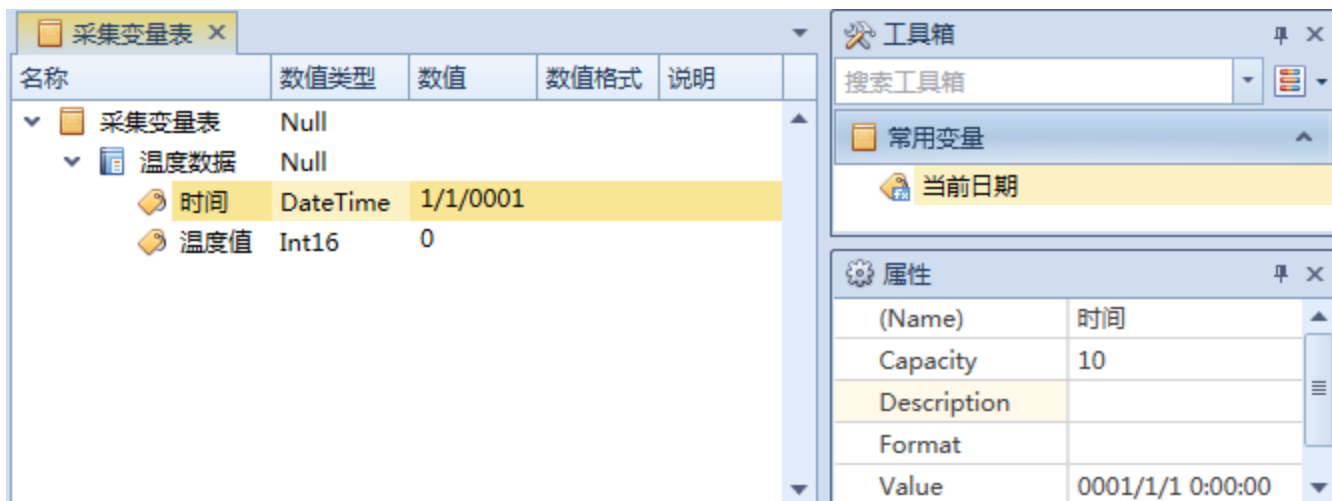 采集变量表
名称 数值类型 数值 数值格式 说明
采集变量表 Null
温度数据 Null
时间 DateTime 1/1/0001
温度值 Int16 0
工具箱
搜索工具箱
常用变量
当前日期
属性
(Name) 时间
Capacity 10
Description
Format
Value 0001/1/1 0:00:00